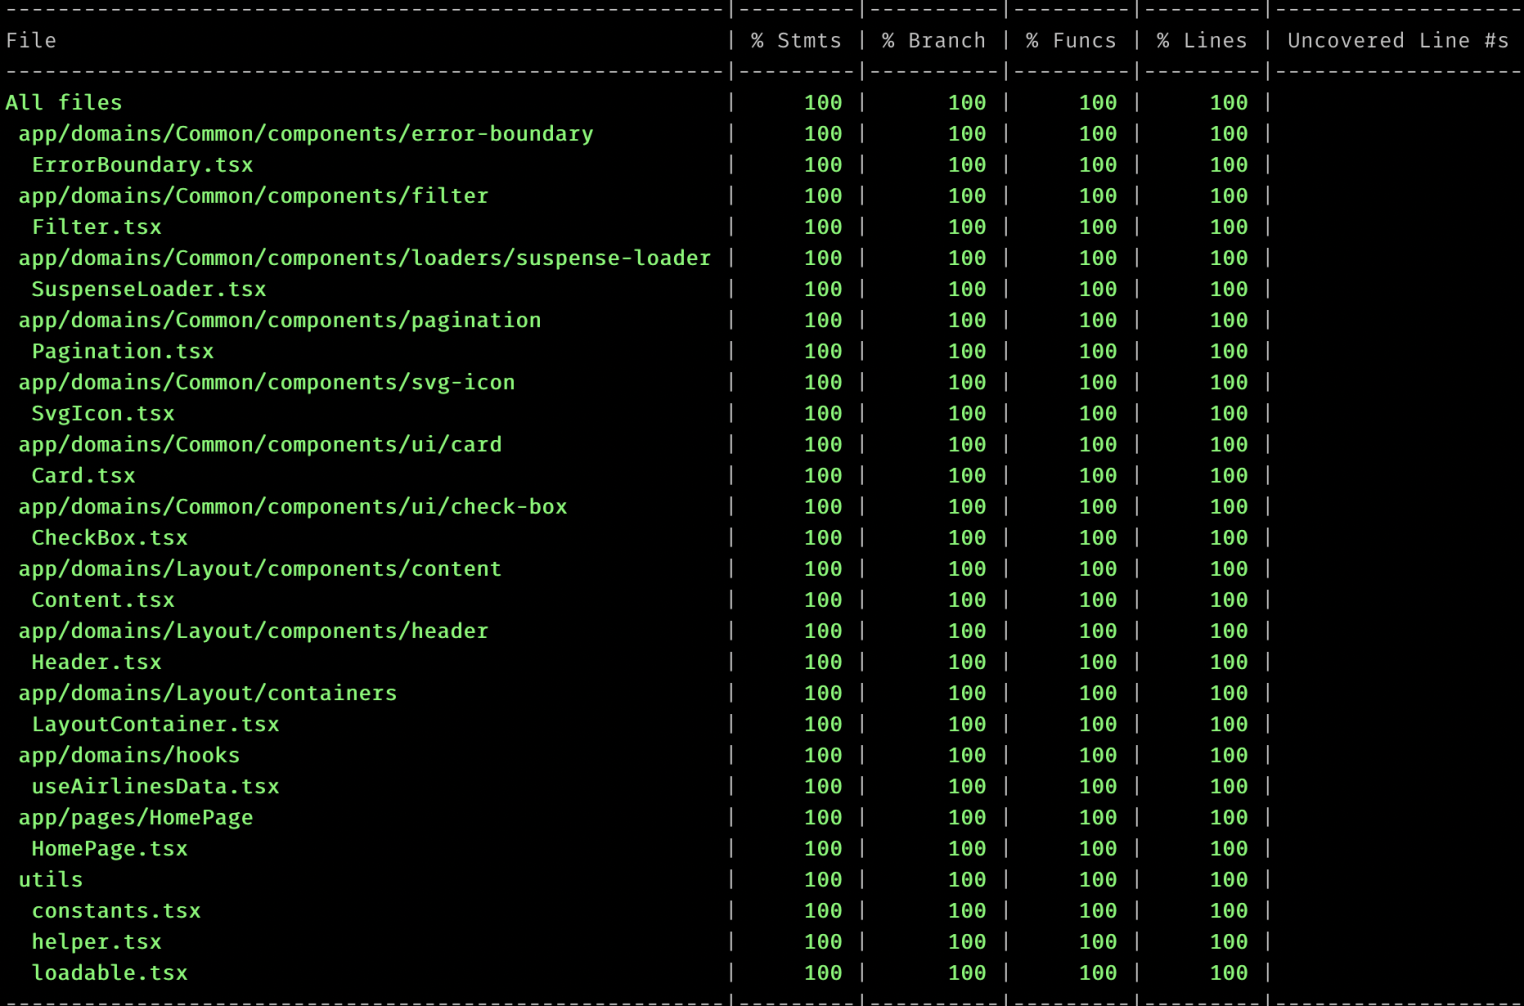 File | % Stmts | % Branch | % Funcs | % Lines | Uncovered Line #s
All files | 100 | 100 | 100 | 100 |
app/domains/Common/components/error-boundary | 100 | 100 | 100 | 100 |
ErrorBoundary.tsx | 100 | 100 | 100 | 100 |
app/domains/Common/components/filter | 100 | 100 | 100 | 100 |
Filter.tsx | 100 | 100 | 100 | 100 |
app/domains/Common/components/loaders/suspense-loader | 100 | 100 | 100 | 100 |
SuspenseLoader.tsx | 100 | 100 | 100 | 100 |
app/domains/Common/components/pagination | 100 | 100 | 100 | 100 |
Pagination.tsx | 100 | 100 | 100 | 100 |
app/domains/Common/components/svg-icon | 100 | 100 | 100 | 100 |
SvgIcon.tsx | 100 | 100 | 100 | 100 |
app/domains/Common/components/ui/card | 100 | 100 | 100 | 100 |
Card.tsx | 100 | 100 | 100 | 100 |
app/domains/Common/components/ui/check-box | 100 | 100 | 100 | 100 |
CheckBox.tsx | 100 | 100 | 100 | 100 |
app/domains/Layout/components/content | 100 | 100 | 100 | 100 |
Content.tsx | 100 | 100 | 100 | 100 |
app/domains/Layout/components/header | 100 | 100 | 100 | 100 |
Header.tsx | 100 | 100 | 100 | 100 |
app/domains/Layout/containers | 100 | 100 | 100 | 100 |
LayoutContainer.tsx | 100 | 100 | 100 | 100 |
app/domains/hooks | 100 | 100 | 100 | 100 |
useAirlinesData.tsx | 100 | 100 | 100 | 100 |
app/pages/HomePage | 100 | 100 | 100 | 100 |
HomePage.tsx | 100 | 100 | 100 | 100 |
utils | 100 | 100 | 100 | 100 |
constants.tsx | 100 | 100 | 100 | 100 |
helper.tsx | 100 | 100 | 100 | 100 |
loadable.tsx | 100 | 100 | 100 | 100 |